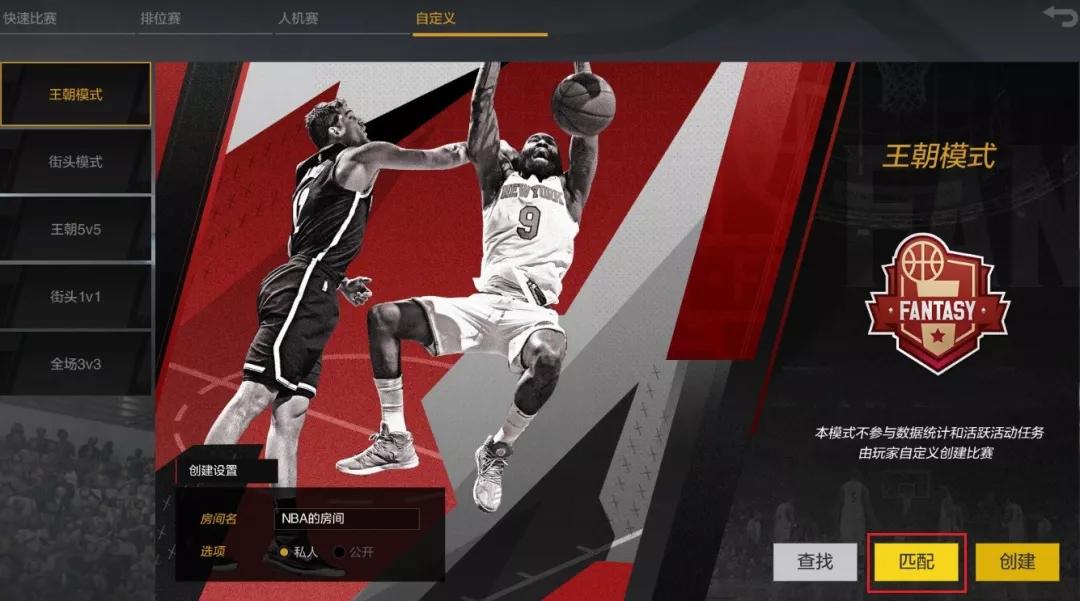 快速比赛
排位赛
人机赛
自定义
王朝模式
街头模式
王朝5v5
街头1v1
全场3v3
NEW YORK
9
王朝模式
FANTASY
本模式不参与数据统计和活跃活动任务
由玩家自定义创建比赛
创建设置
房间名 NBA的房间
选项 私人 公开
查找 匹配 创建